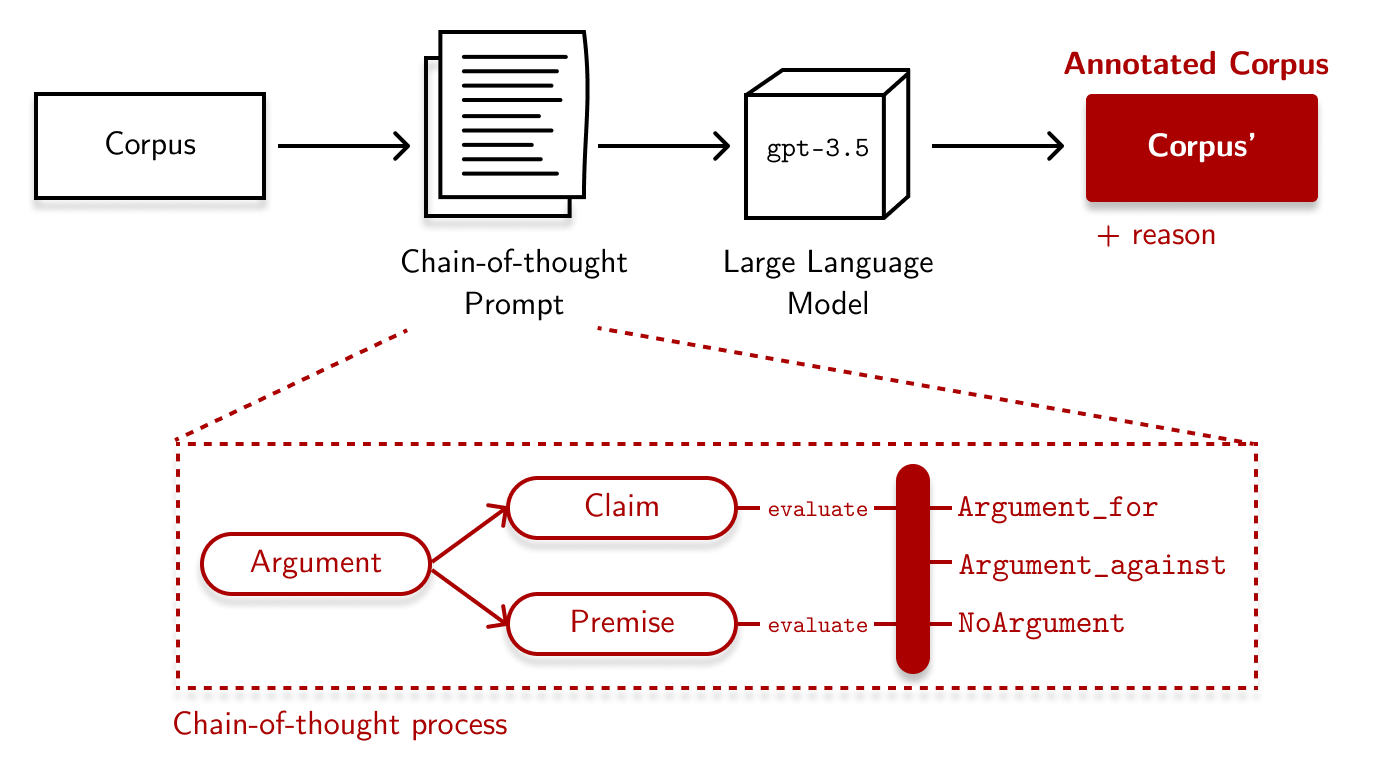 Annotated Corpus
Corpus
gpt-3.5
Corpus'
+ reason
Chain-of-thought
Prompt
Large Language
Model
Claim
evaluate
Argument_for
Argument
Argument_against
Premise
evaluate
NoArgument
Chain-of-thought process